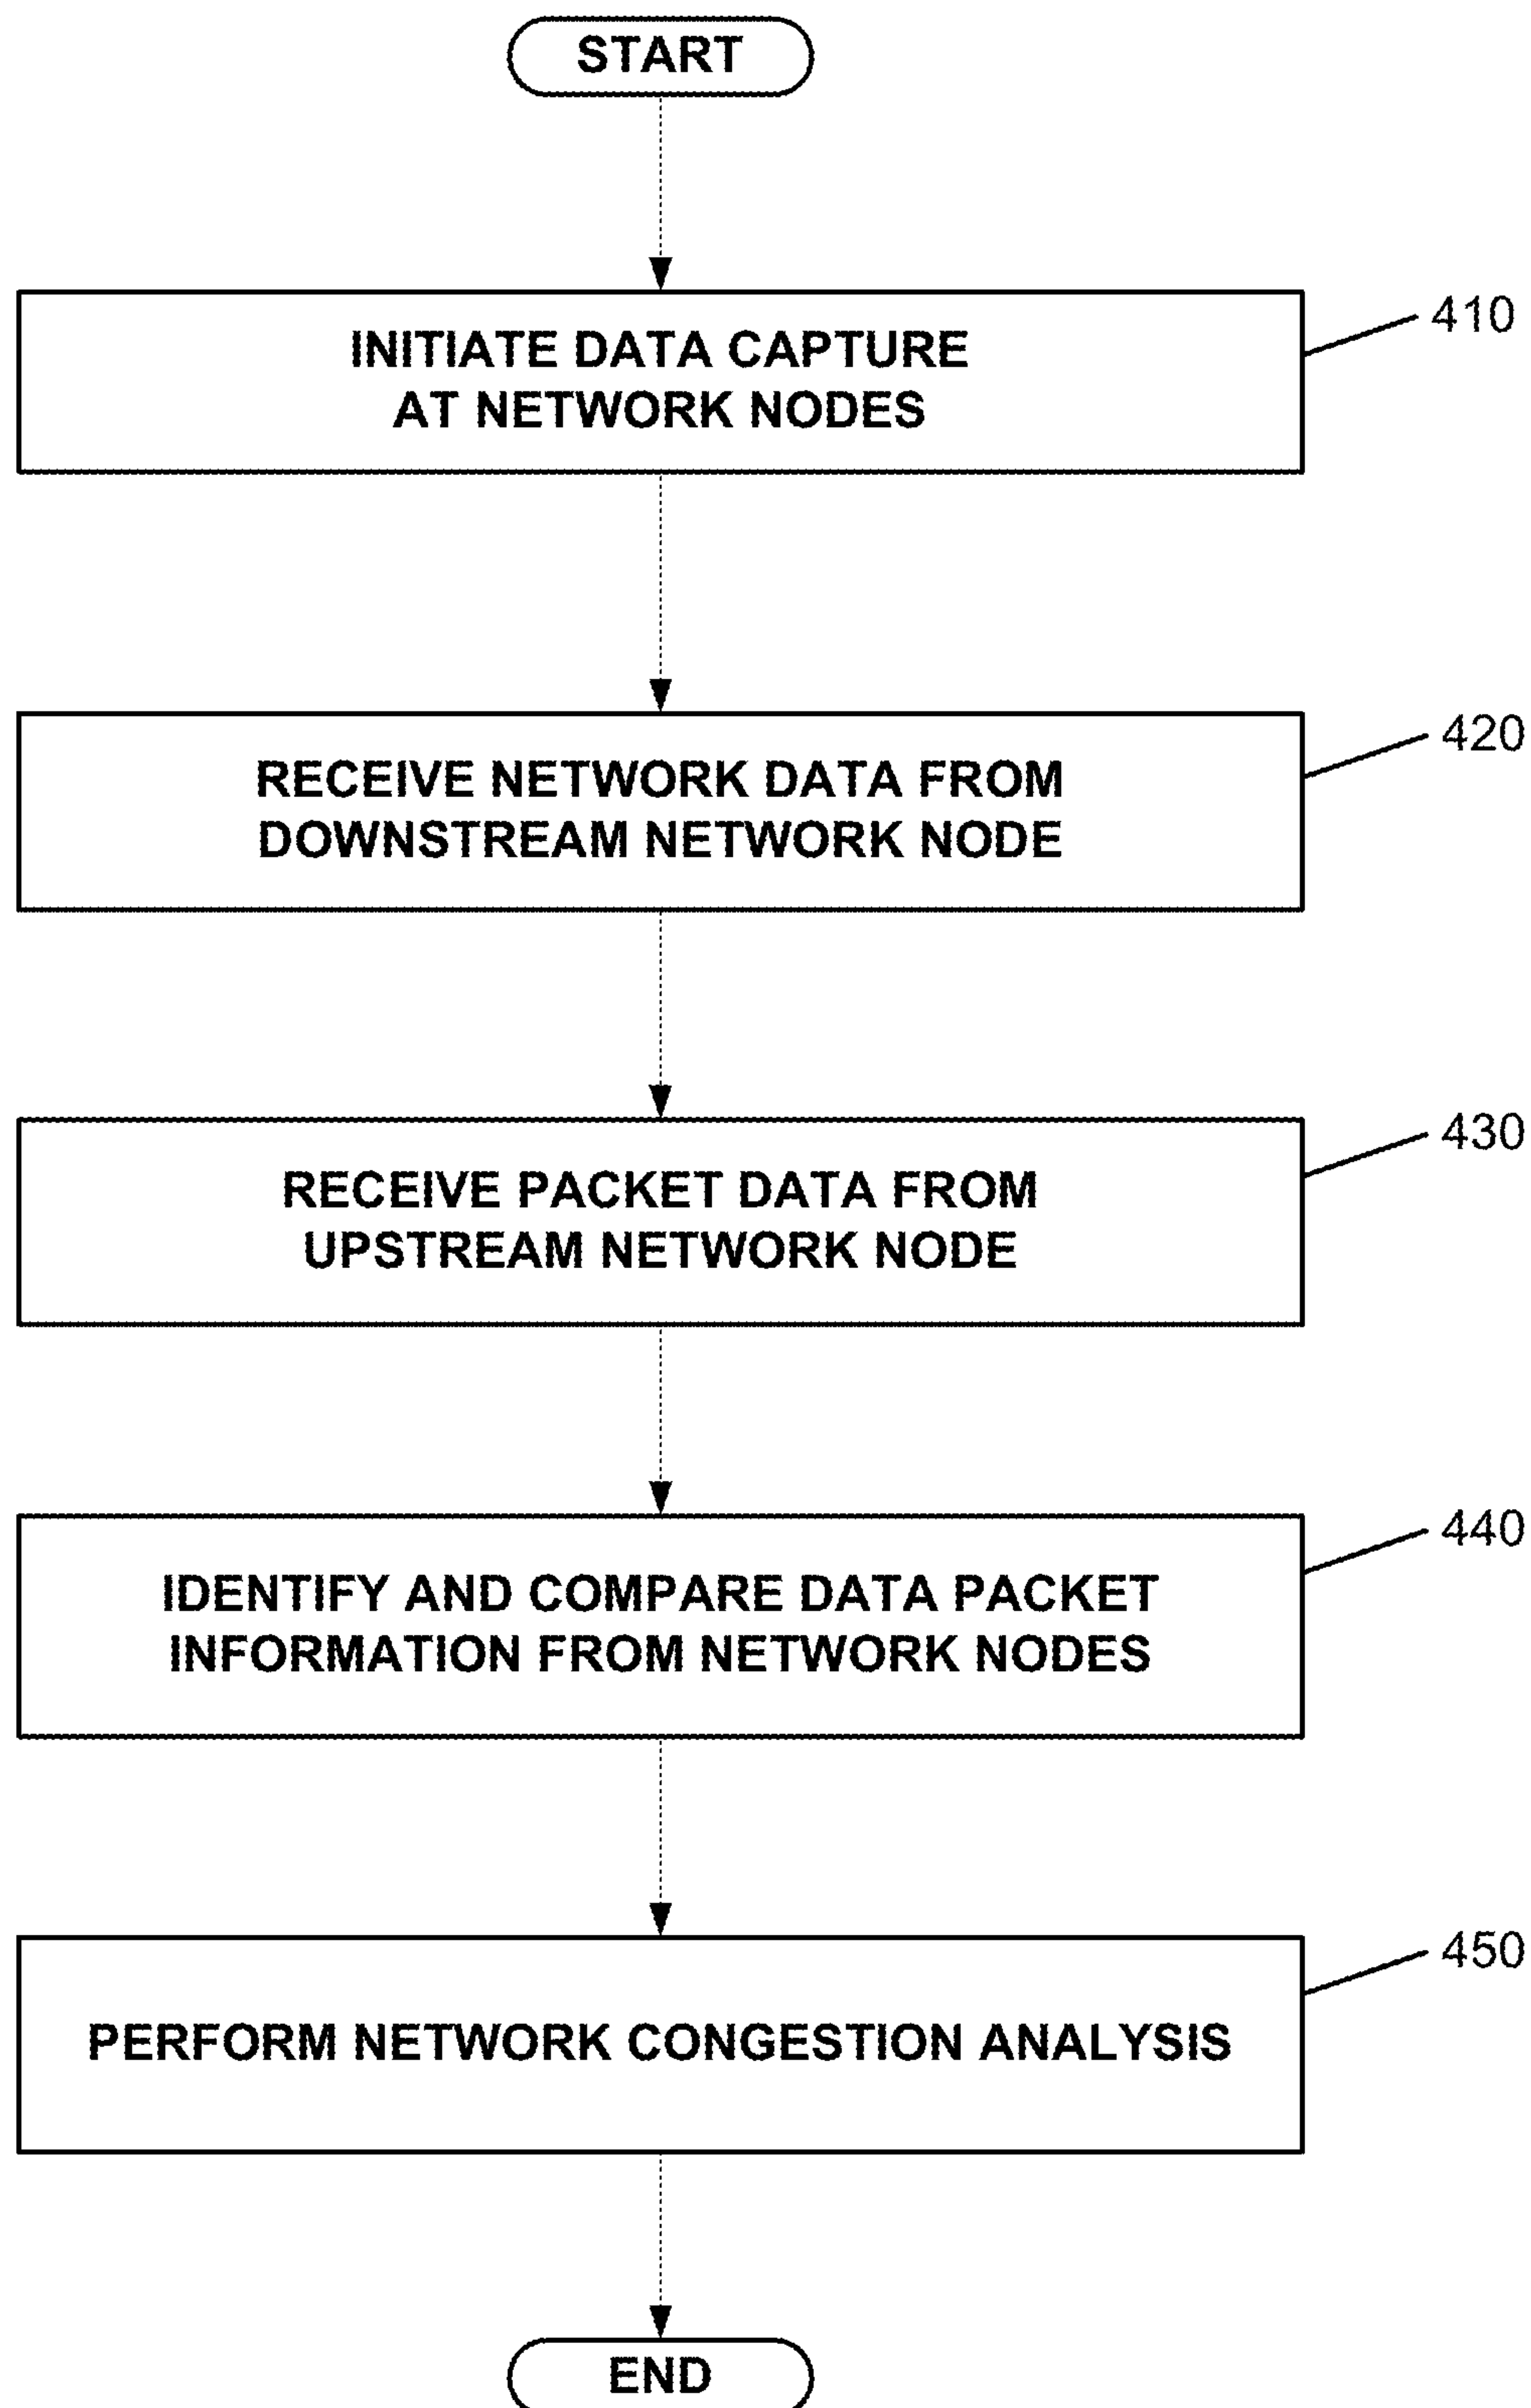 START
INITIATE DATA CAPTURE
AT NETWORK NODES
410
RECEIVE NETWORK DATA FROM
DOWNSTREAM NETWORK NODE
420
RECEIVE PACKET DATA FROM
UPSTREAM NETWORK NODE
430
IDENTIFY AND COMPARE DATA PACKET
INFORMATION FROM NETWORK NODES
440
PERFORM NETWORK CONGESTION ANALYSIS
450
END